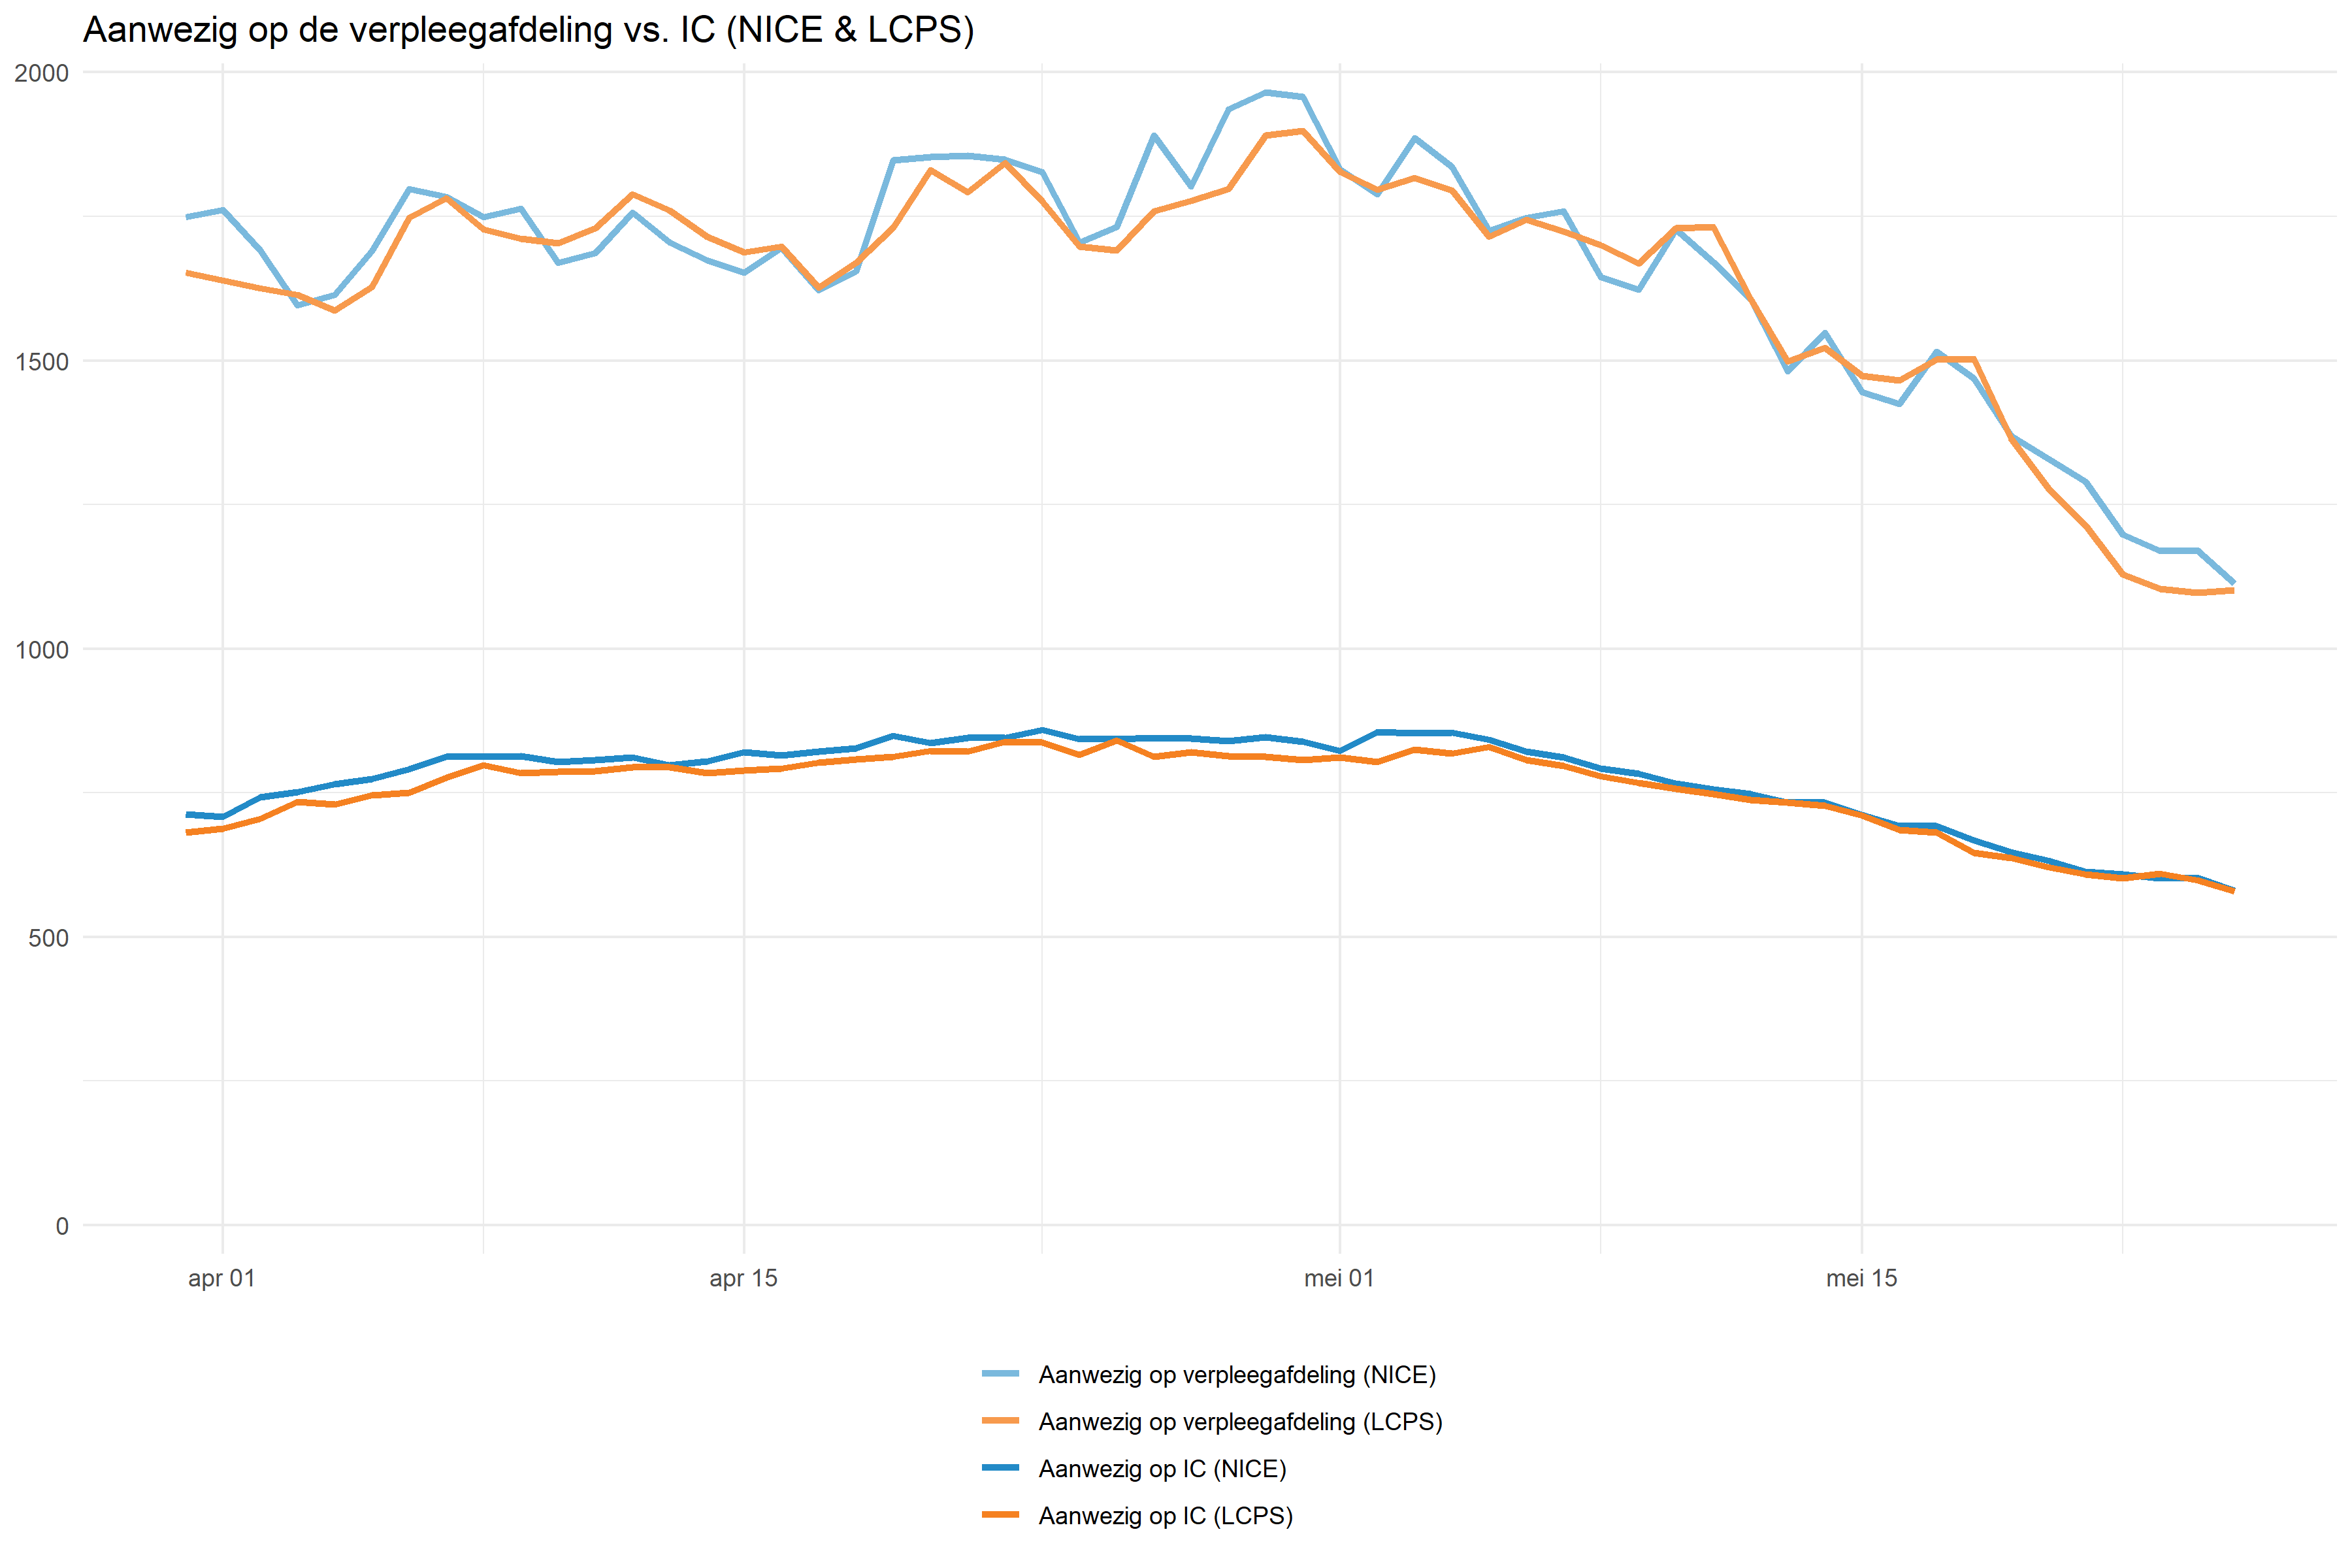 Aanwezig op de verpleegafdeling vs. IC (NICE & LCPS)
2000
1500
1000
500
0
apr 01 apr 15 mei 01 mei 15
Aanwezig op verpleegafdeling (NICE)
Aanwezig op verpleegafdeling (LCPS)
Aanwezig op IC (NICE)
Aanwezig op IC (LCPS)